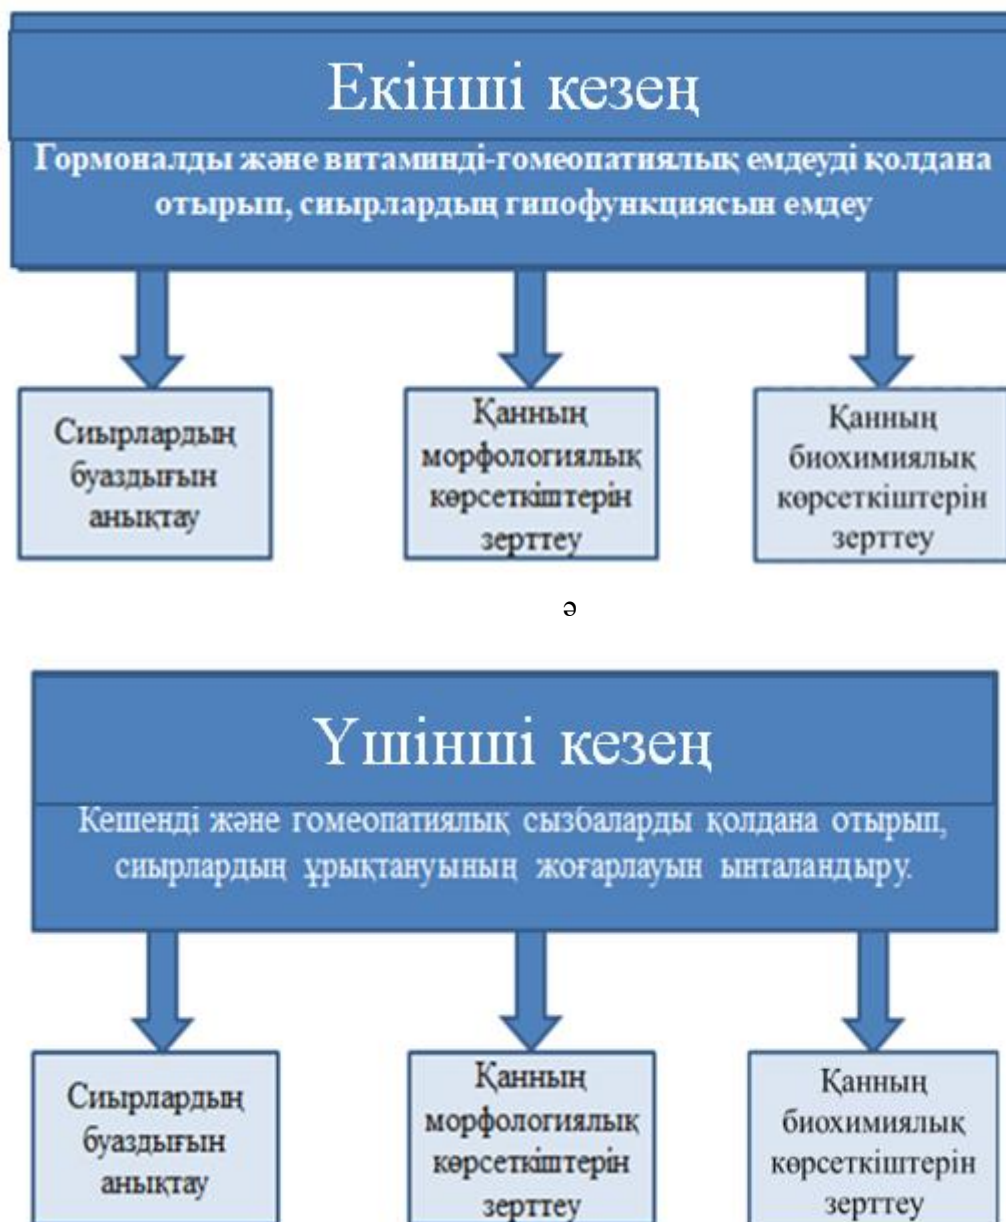 Екінші кезең
Гормоналды және витаминді-гомеопатиялық емдеуді қолдана
отырып, сиырлардың гипофункциясын емдеу
Сиырлардың
буаздығын
анықтау
Қанның
морфологиялық
көрсеткіштерін
зерттеу
Қанның
биохимиялық
көрсеткіштерін
зерттеу
ә
Үшінші кезең
Кешенді және гомеопатиялық сызбаларды қолдана отырып,
сиырлардың ұрықтануының жоғарлауын ынталандыру.
Сиырлардың
буаздығын
анықтау
Қанның
морфологиялық
көрсеткіштерін
зерттеу
Қанның
биохимиялық
көрсеткіштерін
зерттеу